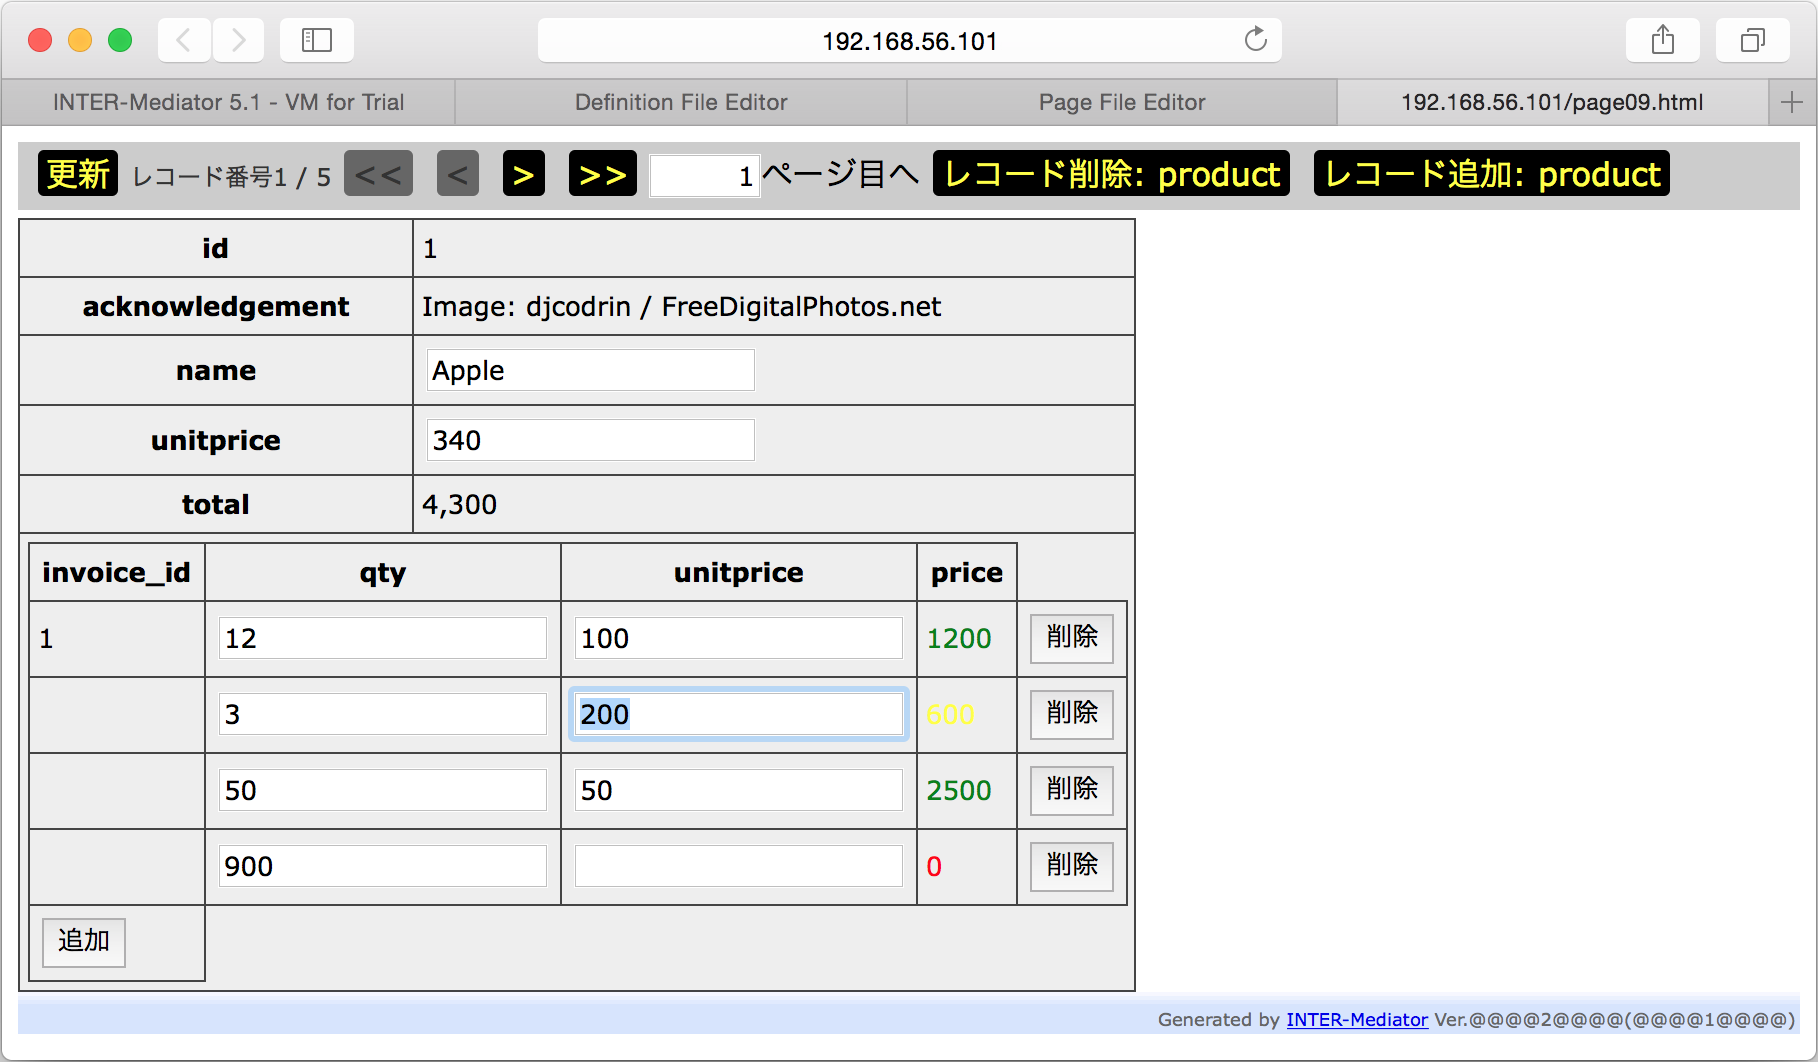 192.168.56.101
INTER-Mediator 5.1 - VM for Trial Definition File Editor Page File Editor 192.168.56.101/page09.html
更新 レコード番号1 / 5 << < > >> 1 ページ目へ レコード削除: product レコード追加: product
id 1
acknowledgement Image: djcodrin / FreeDigitalPhotos.net
name Apple
unitprice 340
total 4,300
invoice_id qty unitprice price
1 12 100 1200 削除
3 200 600 削除
50 50 2500 削除
900 0 削除
追加
Generated by INTER-Mediator Ver.@@@@2@@@@(@@@@1@@@@)